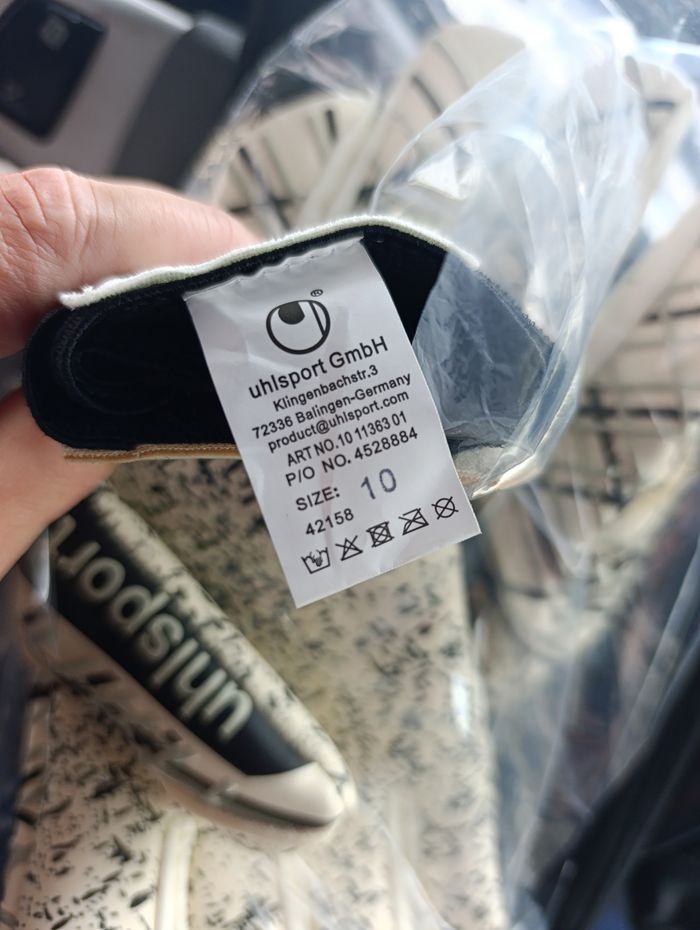 ®
uhlsport GmbH
Klingenbachstr.3
72336 Balingen-Germany
product@uhlsport.com
ART NO.10 11363 01
P/O NO. 4528884
SIZE: 10
42158
uhlsport